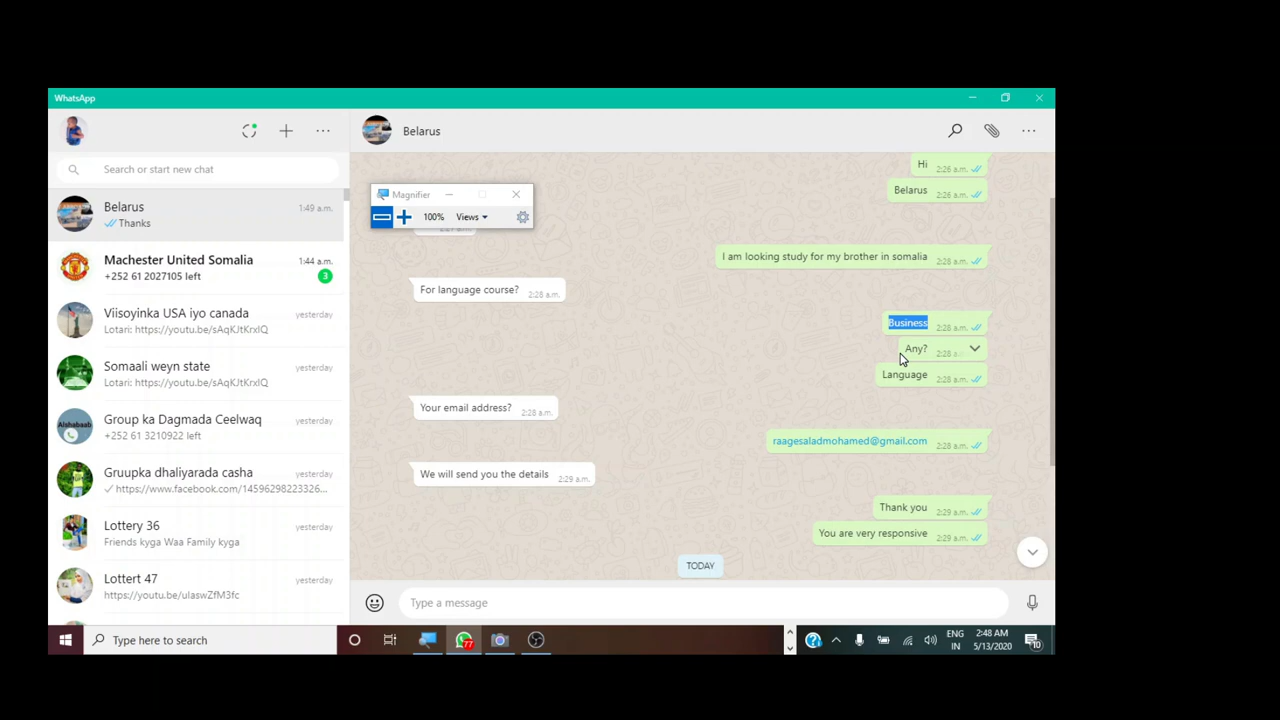 WhatsApp
Search or start new chat
Belarus
1:49 a.m.
Thanks
Machester United Somalia
1:44 a.m.
+252 61 2027105 left
3
Viisoyinka USA iyo canada
yesterday
Lotari: https://youtu.be/sAqKJtKrxlQ
Somaali weyn state
yesterday
Lotari: https://youtu.be/sAqKJtKrxlQ
Alshabaab
Group ka Dagmada Ceelwaq
yesterday
+252 61 3210922 left
Gruupka dhaliyarada casha
yesterday
https://www.facebook.com/14596298223326...
Lottery 36
yesterday
Friends kyga Waa Family kyga
Lottert 47
yesterday
https://youtu.be/ulaswZfM3fc
Belarus
Magnifier
100%
Views
Hi
2:26 a.m.
Belarus
2:26 a.m.
I am looking study for my brother in somalia
2:28 a.m.
For language course?
2:28 a.m.
Business
2:28 a.m.
Any?
2:28 a
Language
2:28 a.m.
Your email address?
2:28 a.m.
raagesaladmohamed@gmail.com
2:28 a.m.
We will send you the details
2:29 a.m.
Thank you
2:29 a.m.
You are very responsive
2:29 a.m.
TODAY
Type a message
Type here to search
77
ENG
IN
2:48 AM
5/13/2020
10